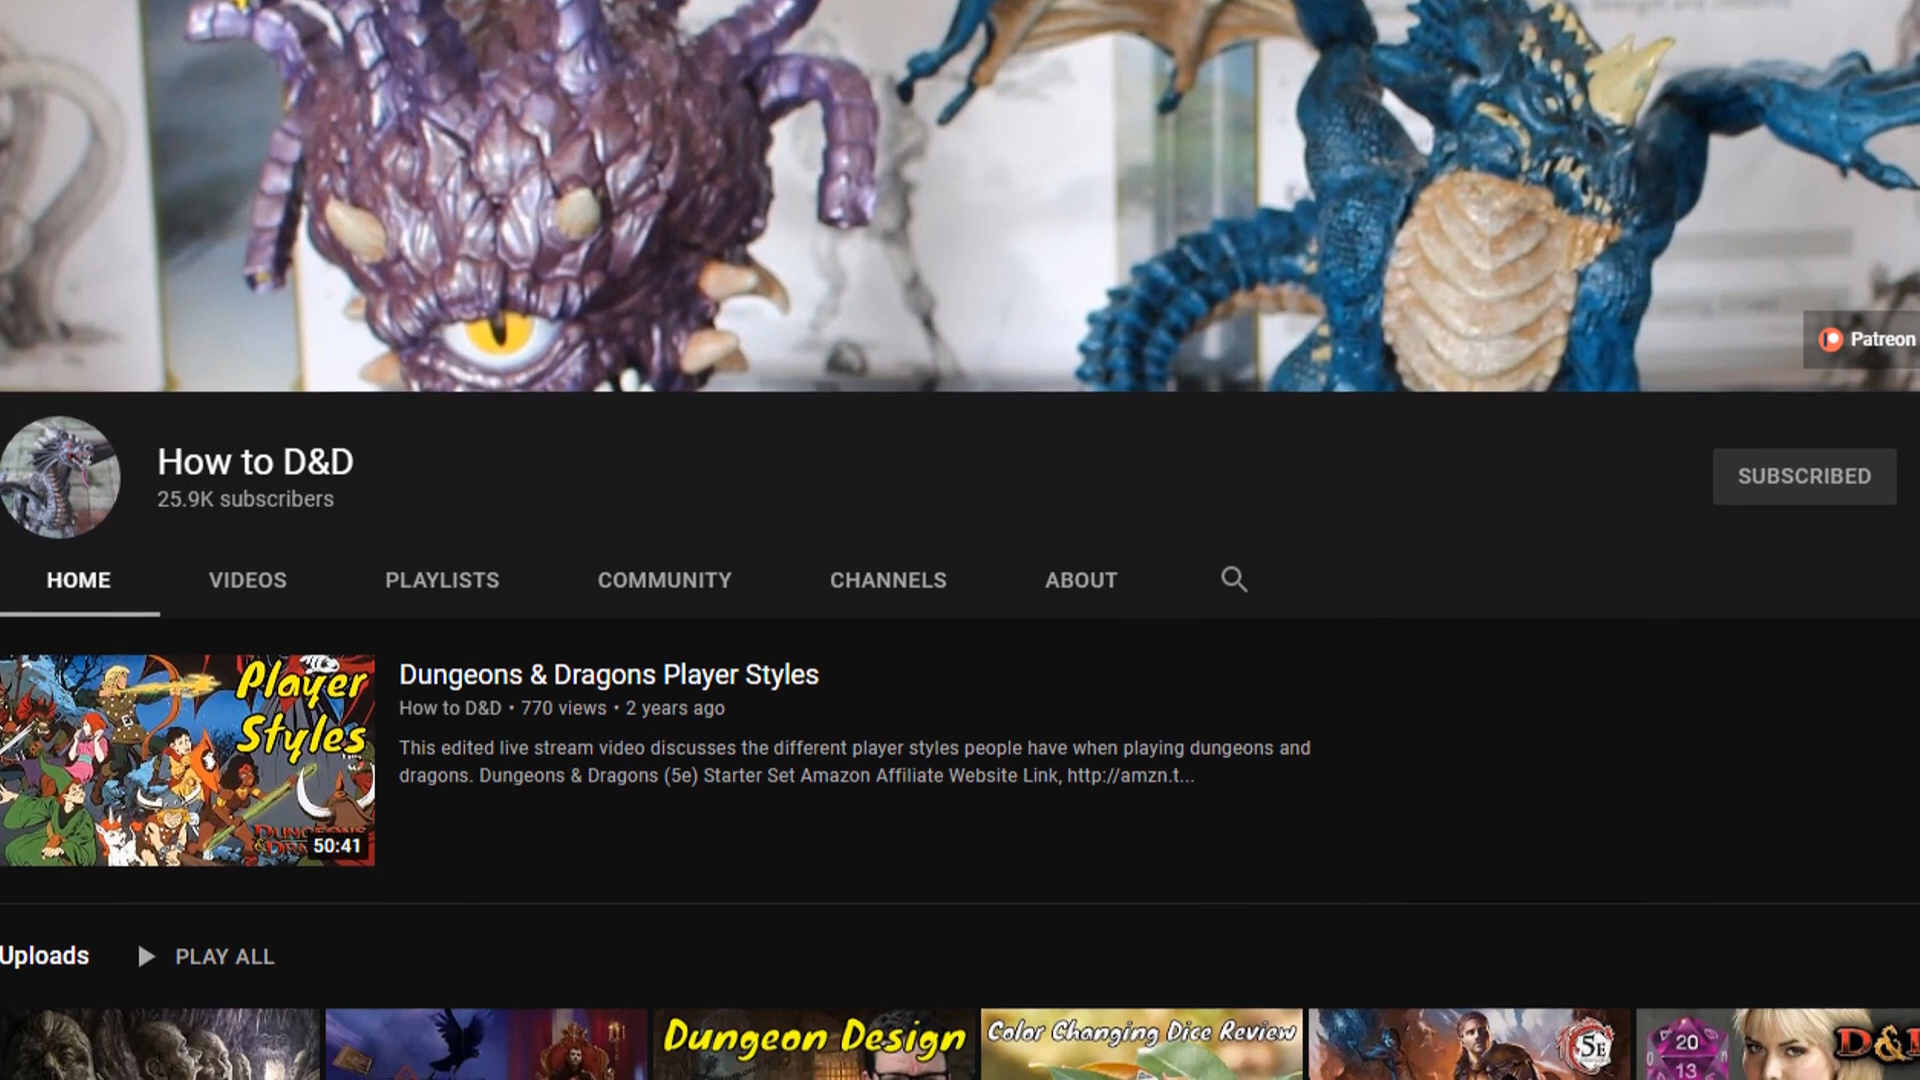 Patreon
How to D&D
25.9K subscribers
SUBSCRIBED
HOME
VIDEOS
PLAYLISTS
COMMUNITY
CHANNELS
ABOUT
Player
Styles
50:41
Dungeons & Dragons Player Styles
How to D&D • 770 views • 2 years ago
This edited live stream video discusses the different player styles people have when playing dungeons and
dragons. Dungeons & Dragons (5e) Starter Set Amazon Affiliate Website Link, http://amzn.t...
Uploads
PLAY ALL
Dungeon Design
Color Changing Dice Review
5E
20
13
D&